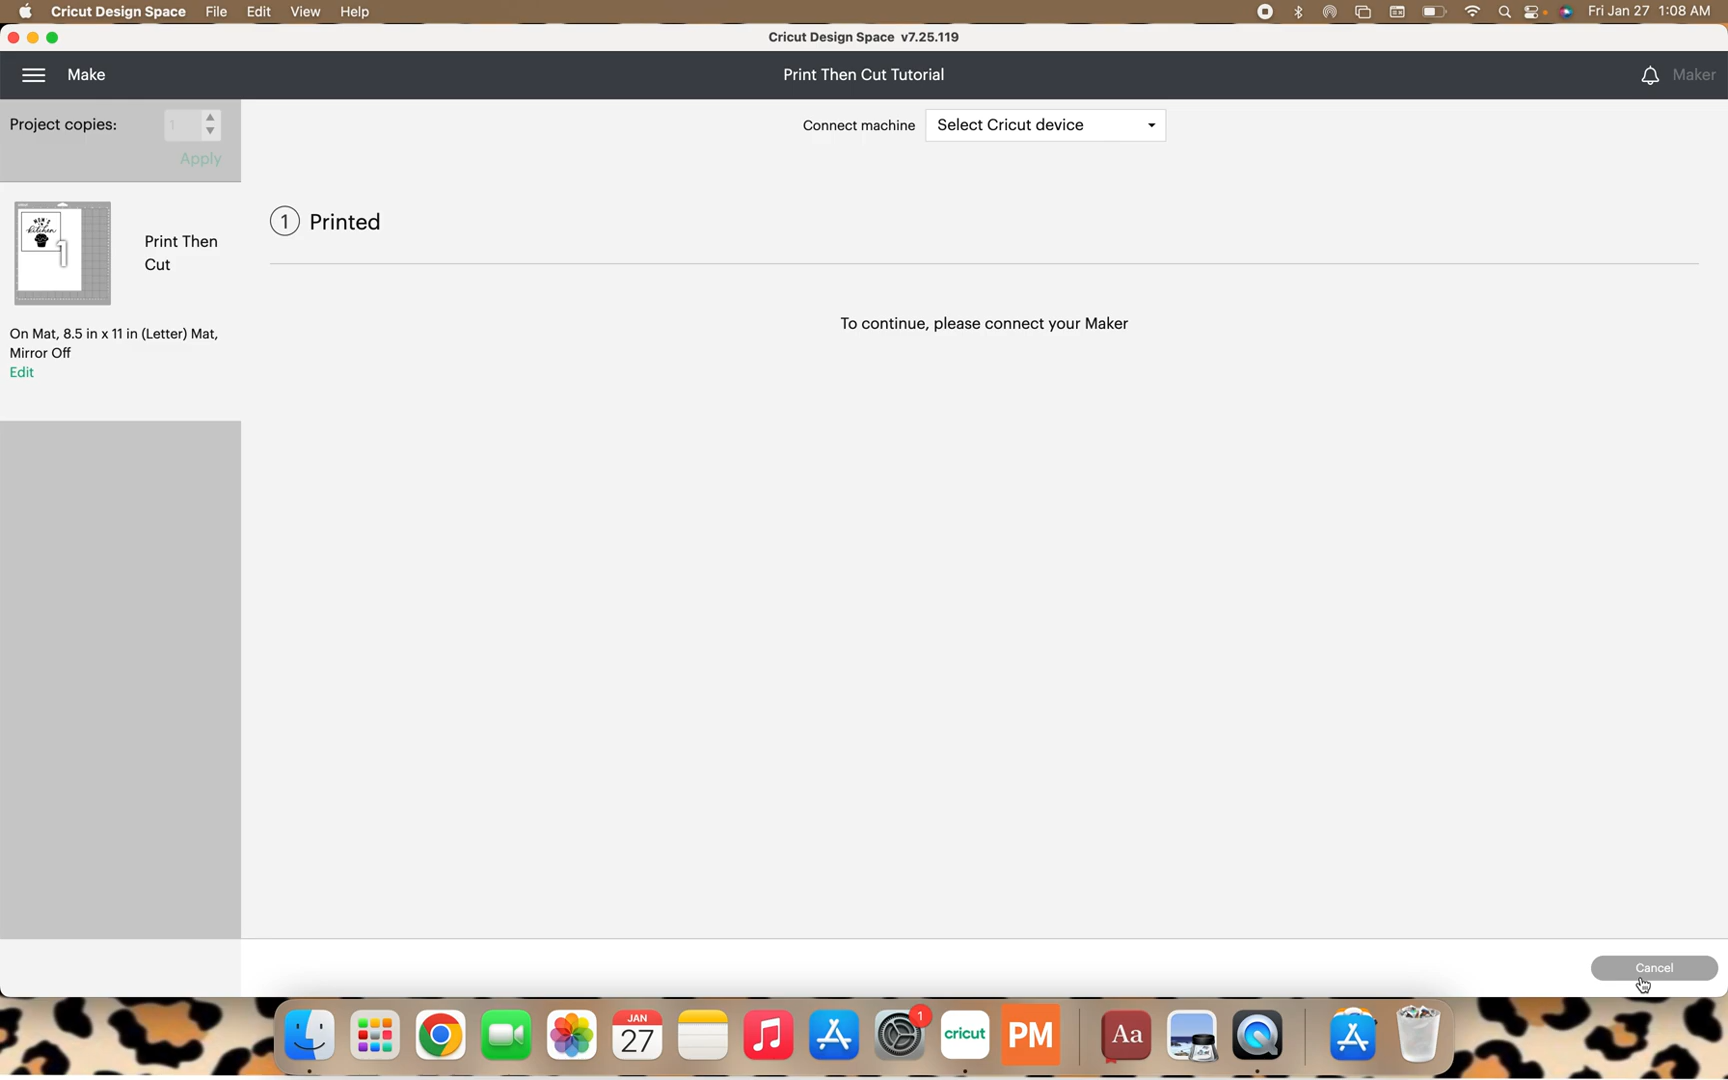 Cricut Design Space File Edit View Help Fri Jan 27 1:08 AM
Cricut Design Space v7.25.119
Make Print Then Cut Tutorial Maker
Project copies: 1
Apply
Connect machine Select Cricut device
1 Printed
MOM'S
kitchen
Print Then
Cut
On Mat, 8.5 in x 11 in (Letter) Mat,
Mirror Off
Edit
To continue, please connect your Maker
Cancel
JAN
27
1
cricut
PM
Aa